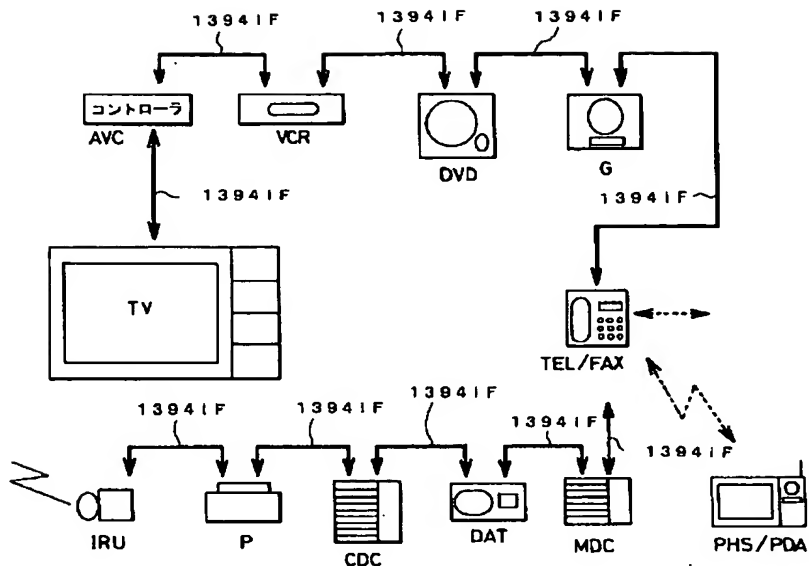 1394IF
1394IF
1394IF
コントローラ
AVC
VCR
DVD
G
1394IF
1394IF
TV
TEL/FAX
1394IF
1394IF
1394IF
1394IF
1394IF
IRU
P
CDC
DAT
MDC
PHS/PDA